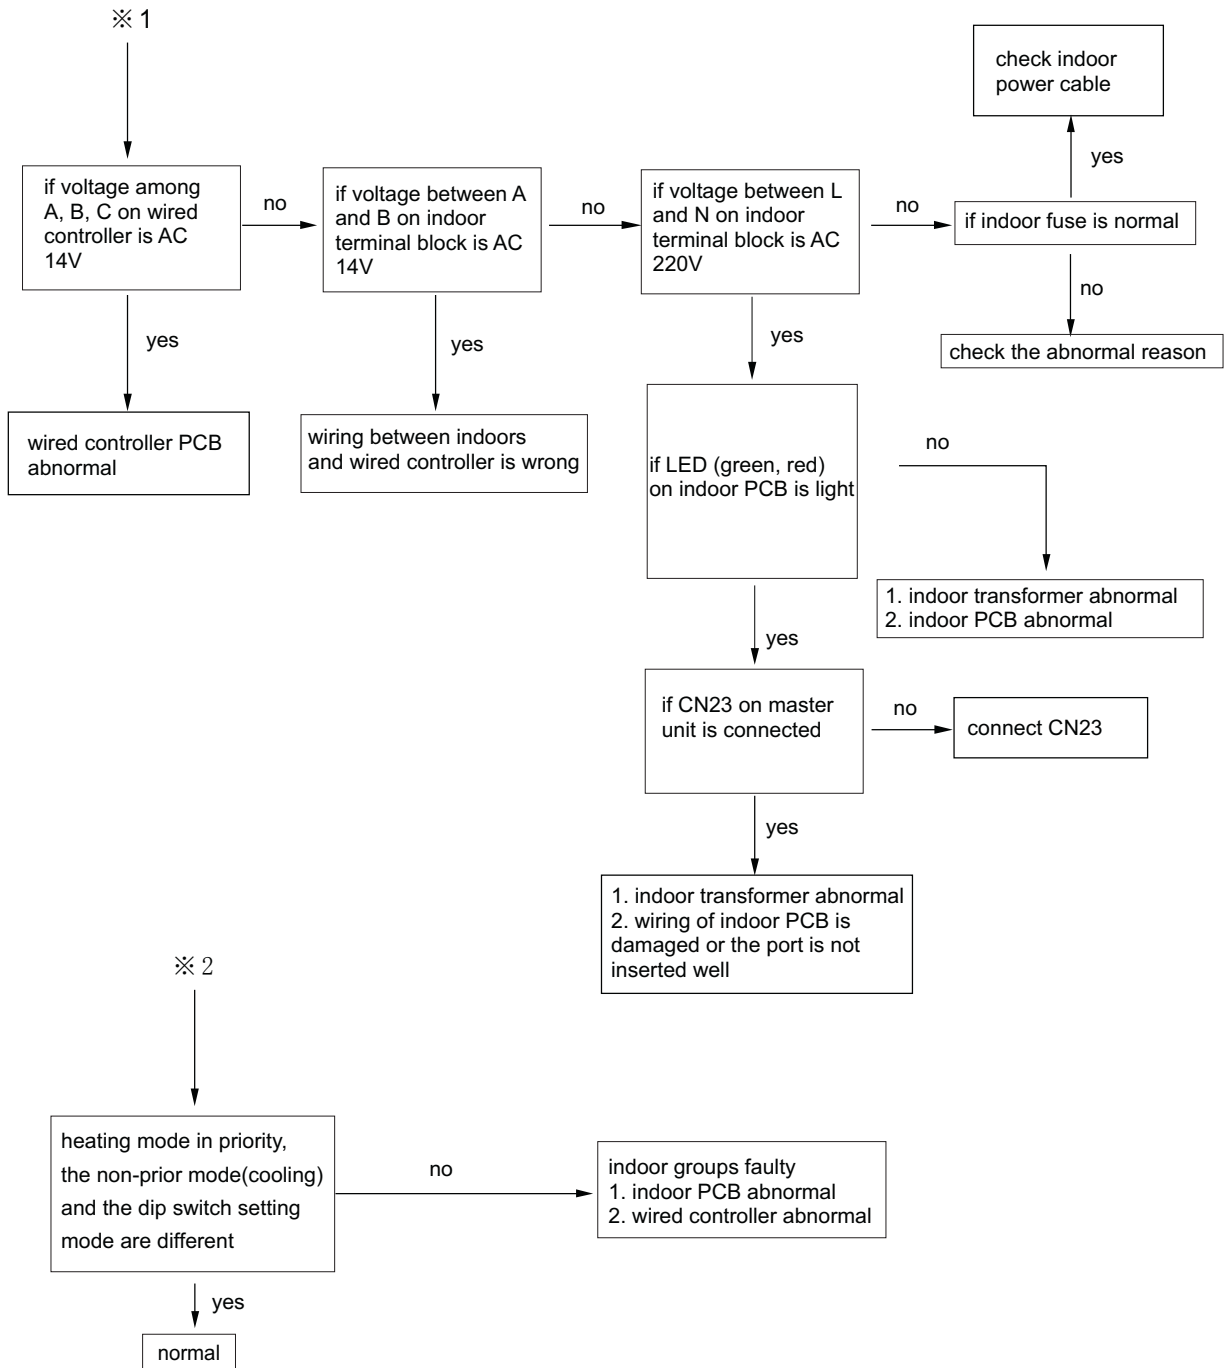 ※ 1
check indoor
power cable
yes
if voltage among
A, B, C on wired
controller is AC
14V
no
if voltage between A
and B on indoor
terminal block is AC
14V
no
if voltage between L
and N on indoor
terminal block is AC
220V
no
if indoor fuse is normal
no
check the abnormal reason
yes
yes
yes
wired controller PCB
abnormal
wiring between indoors
and wired controller is wrong
if LED (green, red)
on indoor PCB is light
no
1. indoor transformer abnormal
2. indoor PCB abnormal
yes
if CN23 on master
unit is connected
no
connect CN23
yes
1. indoor transformer abnormal
2. wiring of indoor PCB is
damaged or the port is not
inserted well
※ 2
heating mode in priority,
the non-prior mode(cooling)
and the dip switch setting
mode are different
no
indoor groups faulty
1. indoor PCB abnormal
2. wired controller abnormal
yes
normal